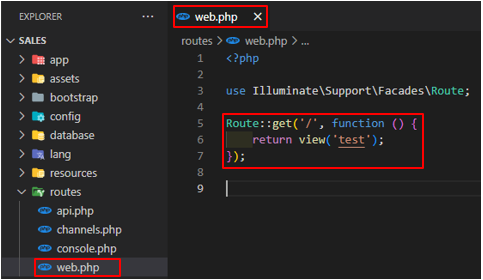 EXPLORER
...
SALES
app
assets
bootstrap
config
database
lang
resources
routes
api.php
channels.php
console.php
web.php
web.php
routes > web.php > ...
1 <?php
2
3 use Illuminate\Support\Facades\Route;
4
5 Route::get('/', function () {
6 return view('test');
7 });
8
9